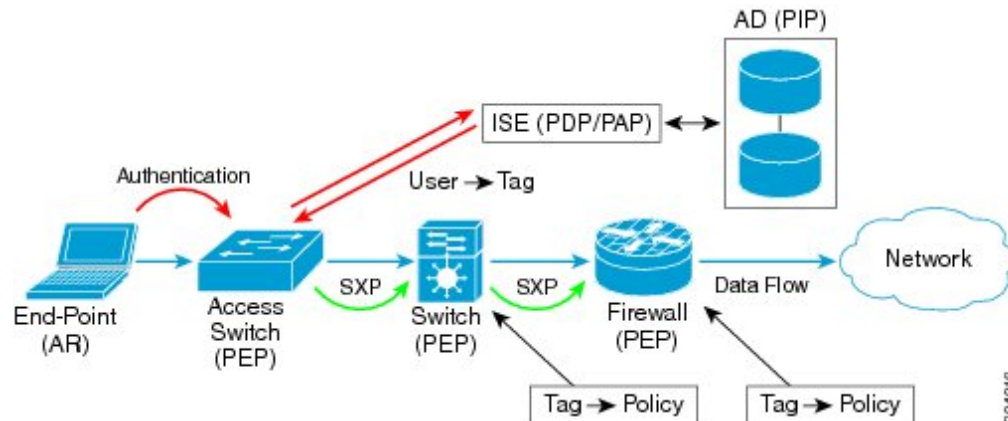 AD (PIP)
ISE (PDP/PAP)
Authentication
User → Tag
SXP
SXP
Data Flow
Network
End-Point
(AR)
Access
Switch
(PEP)
Switch
(PEP)
Firewall
(PEP)
Tag → Policy
Tag → Policy